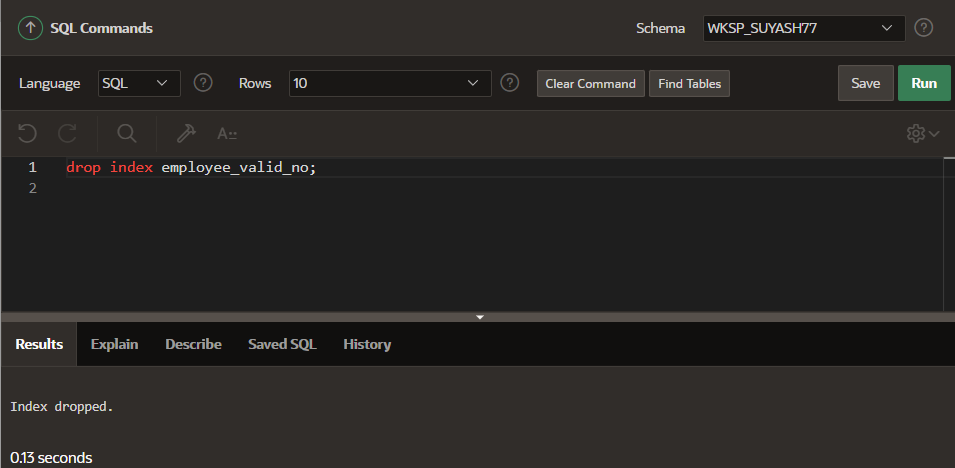 SQL Commands Schema WKSP_SUYASH77 ?
Language SQL ? Rows 10 ? Clear Command Find Tables Save Run
A
1 drop index employee_valid_no;
2
Results Explain Describe Saved SQL History
Index dropped.
0.13 seconds